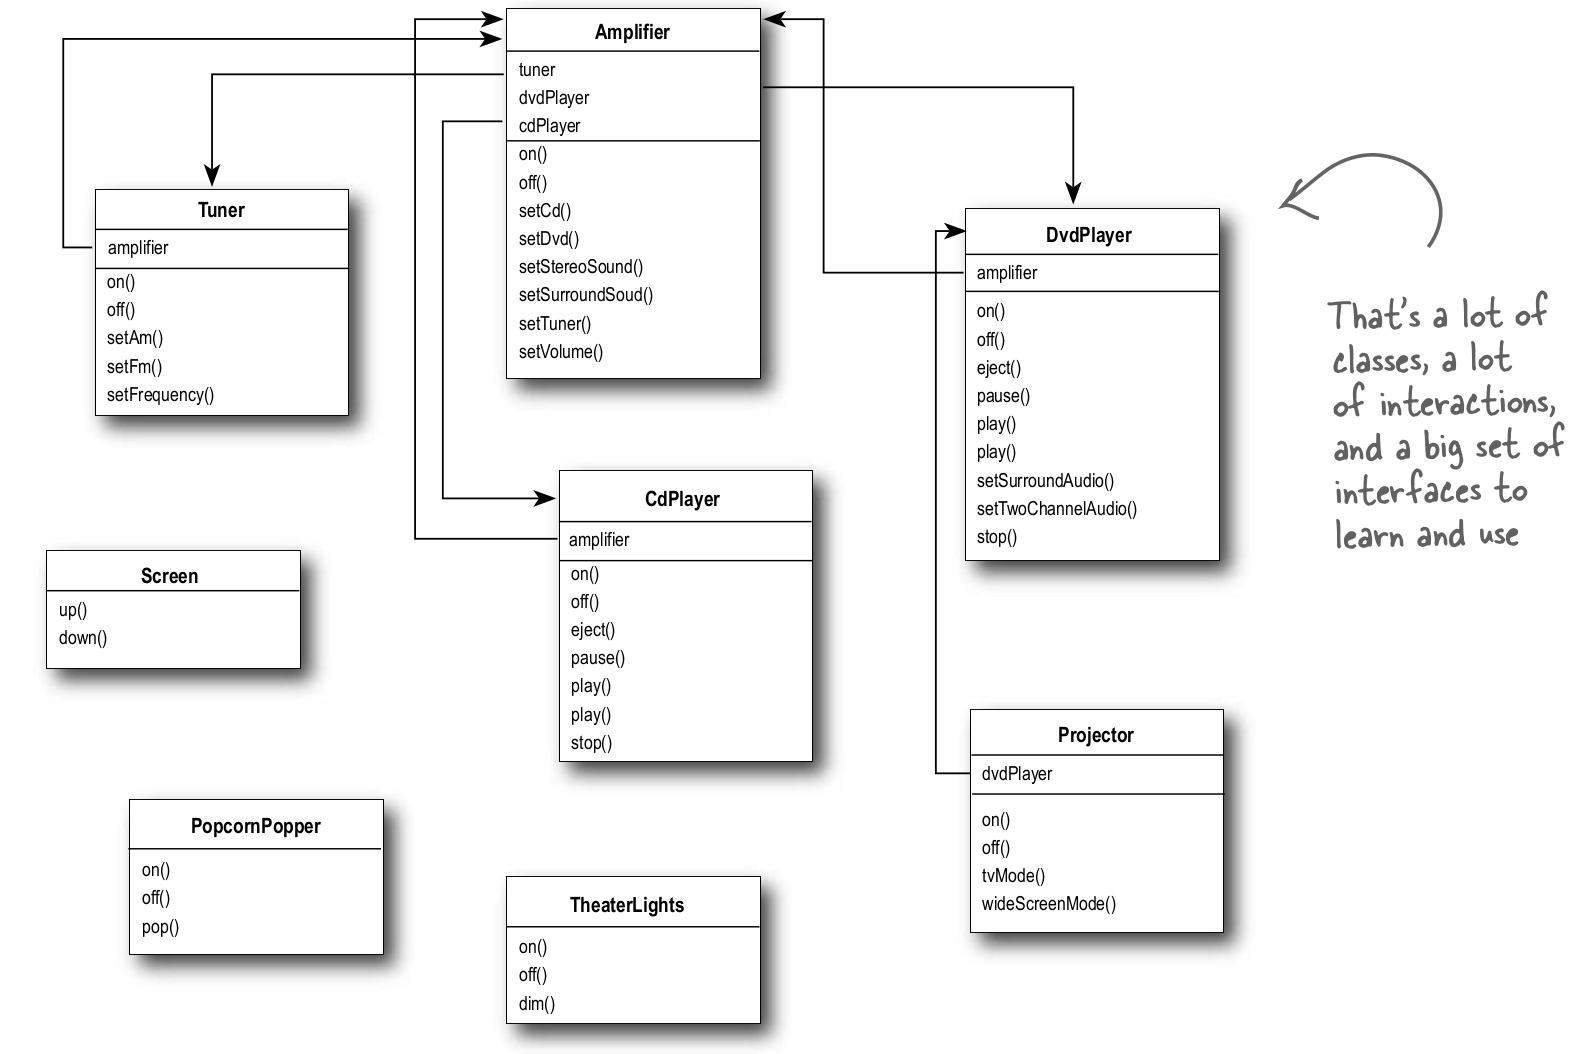 Amplifier
tuner
dvdPlayer
cdPlayer
on()
off()
setCd()
setDvd()
setStereoSound()
setSurroundSoud()
setTuner()
setVolume()
Tuner
amplifier
on()
off()
setAm()
setFm()
setFrequency()
DvdPlayer
amplifier
on()
off()
eject()
pause()
play()
play()
setSurroundAudio()
setTwoChannelAudio()
stop()
That's a lot of
classes, a lot
of interactions,
and a big set of
interfaces to
learn and use
CdPlayer
amplifier
on()
off()
eject()
pause()
play()
play()
stop()
Screen
up()
down()
Projector
dvdPlayer
on()
off()
tvMode()
wideScreenMode()
PopcornPopper
on()
off()
pop()
TheaterLights
on()
off()
dim()